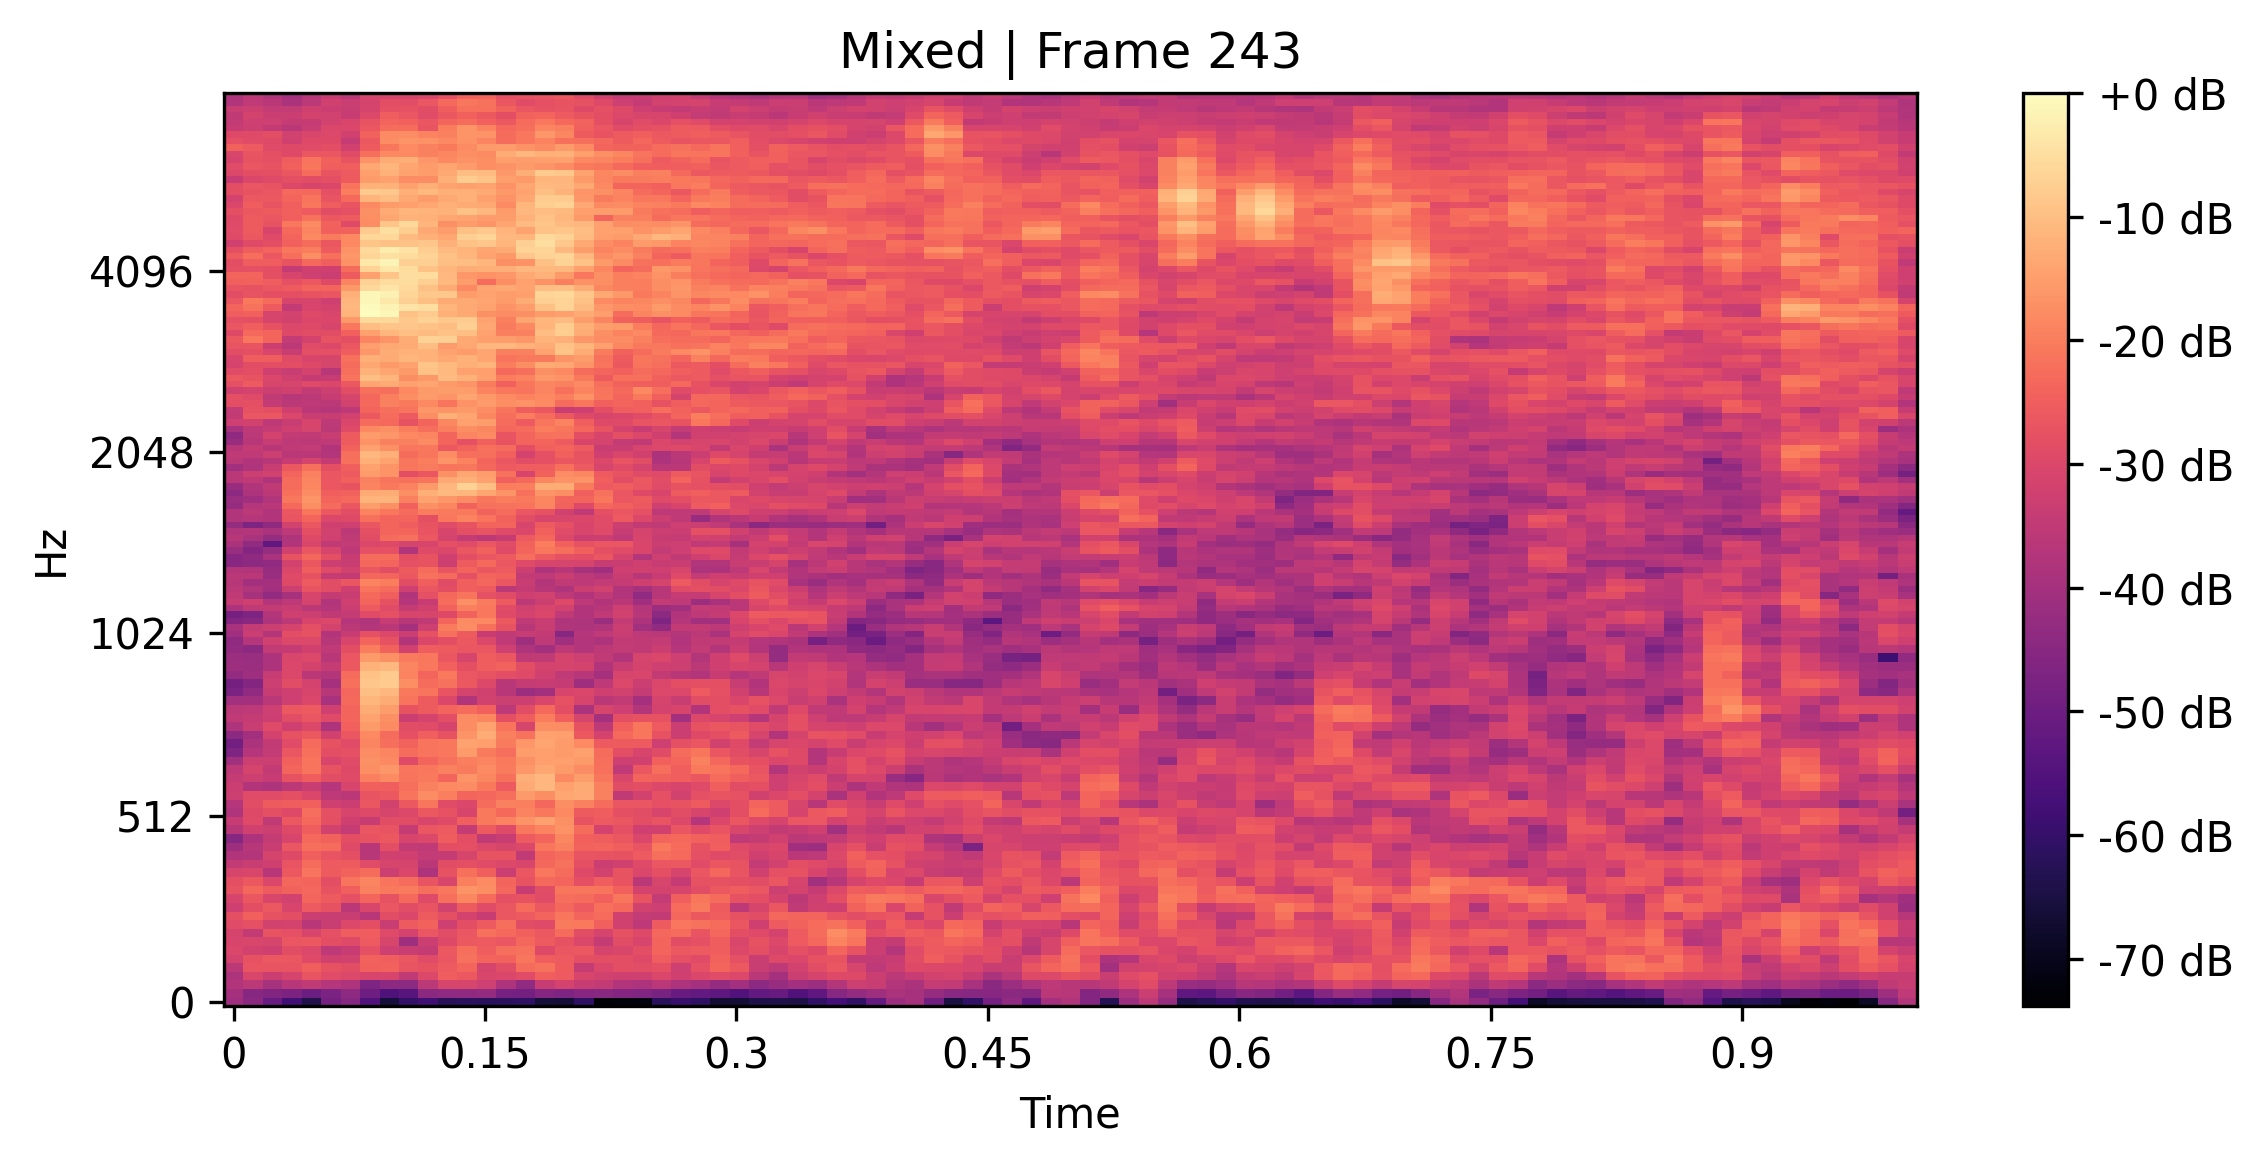 Mixed | Frame 243
+0 dB
-10 dB
-20 dB
-30 dB
-40 dB
-50 dB
-60 dB
-70 dB
Hz
4096
2048
1024
512
0
0 0.15 0.3 0.45 0.6 0.75 0.9
Time